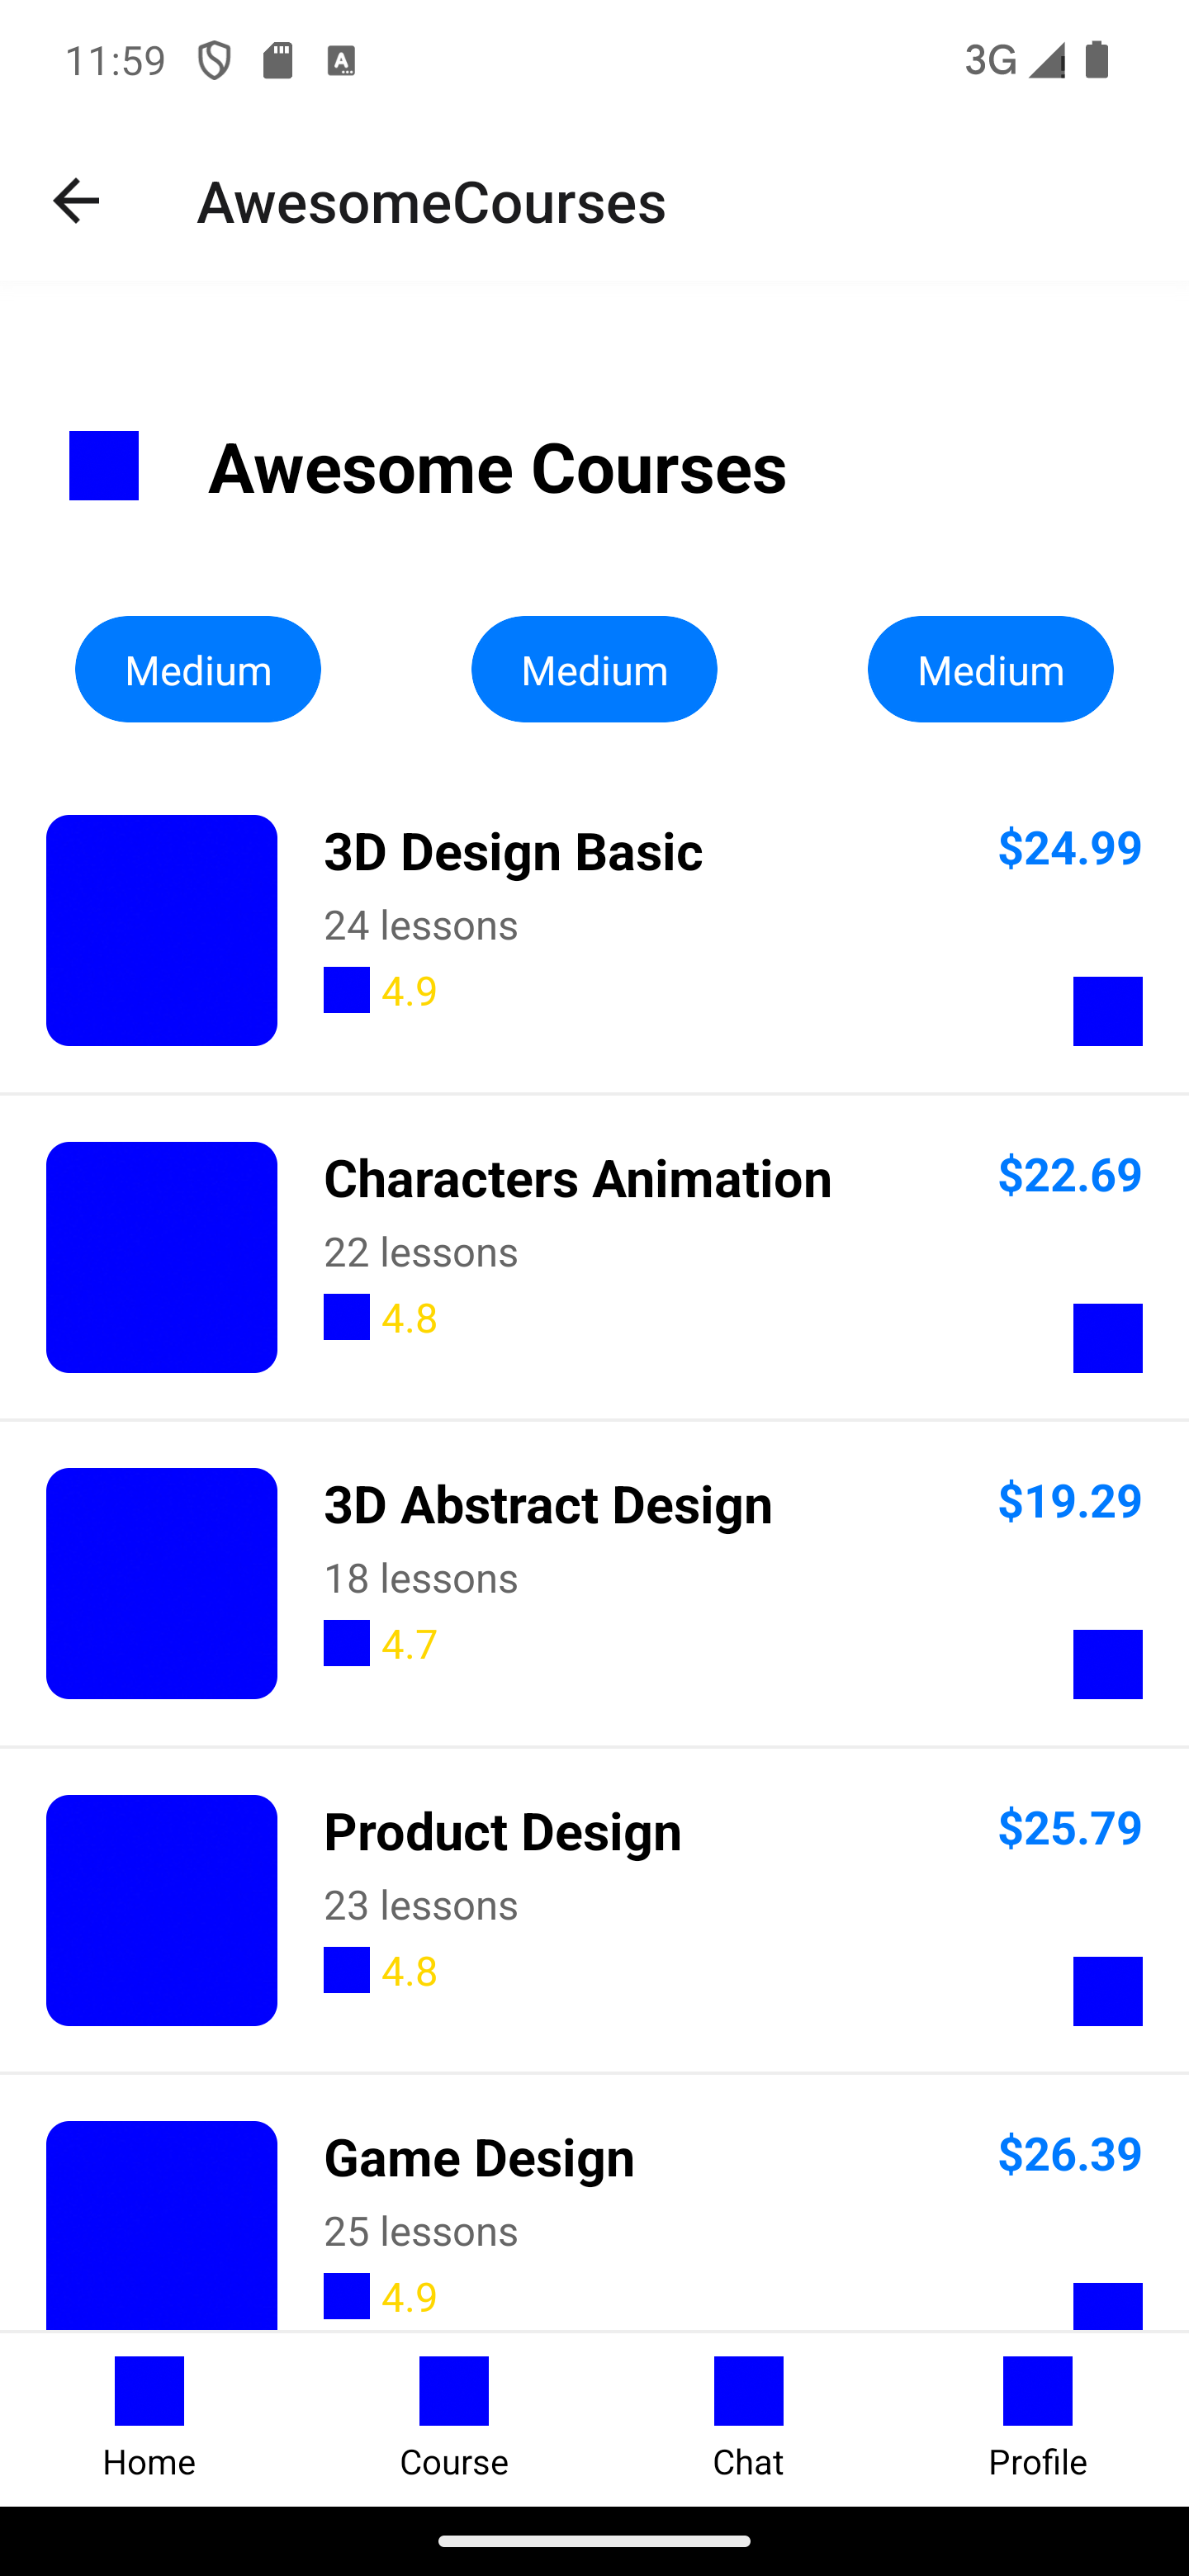 11:59 3G
AwesomeCourses
Awesome Courses
Medium Medium Medium
3D Design Basic $24.99
24 lessons
4.9
Characters Animation $22.69
22 lessons
4.8
3D Abstract Design $19.29
18 lessons
4.7
Product Design $25.79
23 lessons
4.8
Game Design $26.39
25 lessons
4.9
Home Course Chat Profile